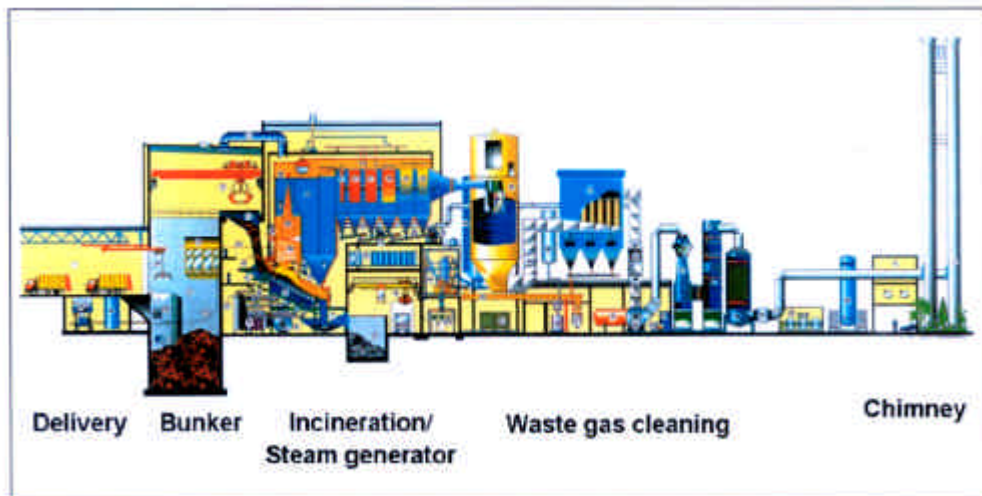 Delivery
Bunker
Incineration/
Steam generator
Waste gas cleaning
Chimney